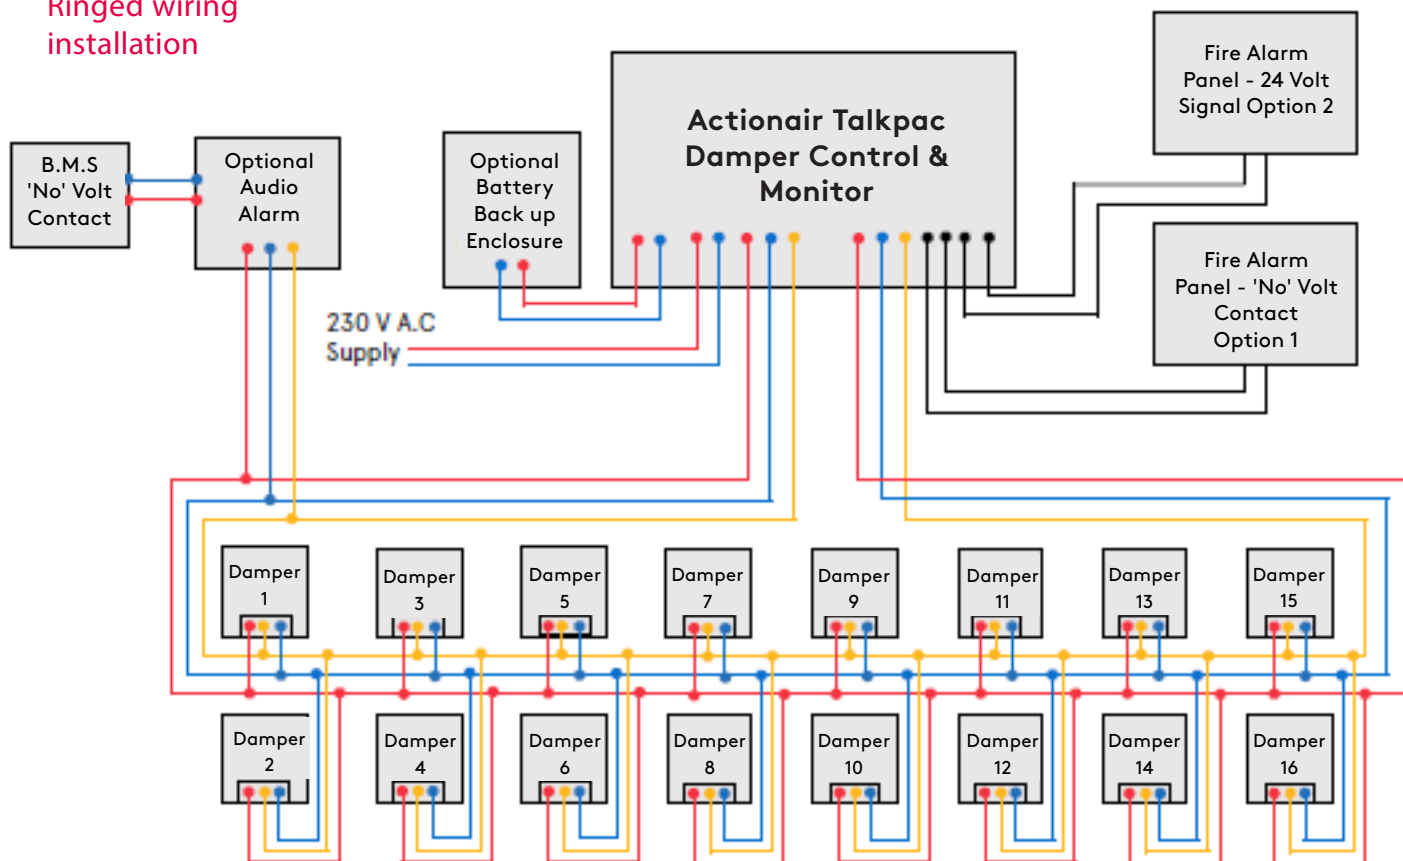 Ringed wiring
installation
B.M.S
'No' Volt
Contact
Optional
Audio
Alarm
Optional
Battery
Back up
Enclosure
Actionair Talkpac
Damper Control &
Monitor
Fire Alarm
Panel - 24 Volt
Signal Option 2
Fire Alarm
Panel - 'No' Volt
Contact
Option 1
230 V A.C
Supply
Damper
1
Damper
3
Damper
5
Damper
7
Damper
9
Damper
11
Damper
13
Damper
15
Damper
2
Damper
4
Damper
6
Damper
8
Damper
10
Damper
12
Damper
14
Damper
16